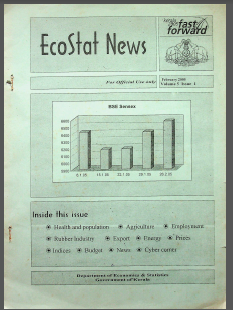 kerala
fast
forward
EcoStat News
For Official Use only
February 2005
Volume 5 Issue 1
BSE Sensex
Inside this issue
Health and population Agriculture Employment
Rubber Industry Export Energy Prices
Indices Budget News Cyber corner
Department of Economics & Statistics
Government of Kerala